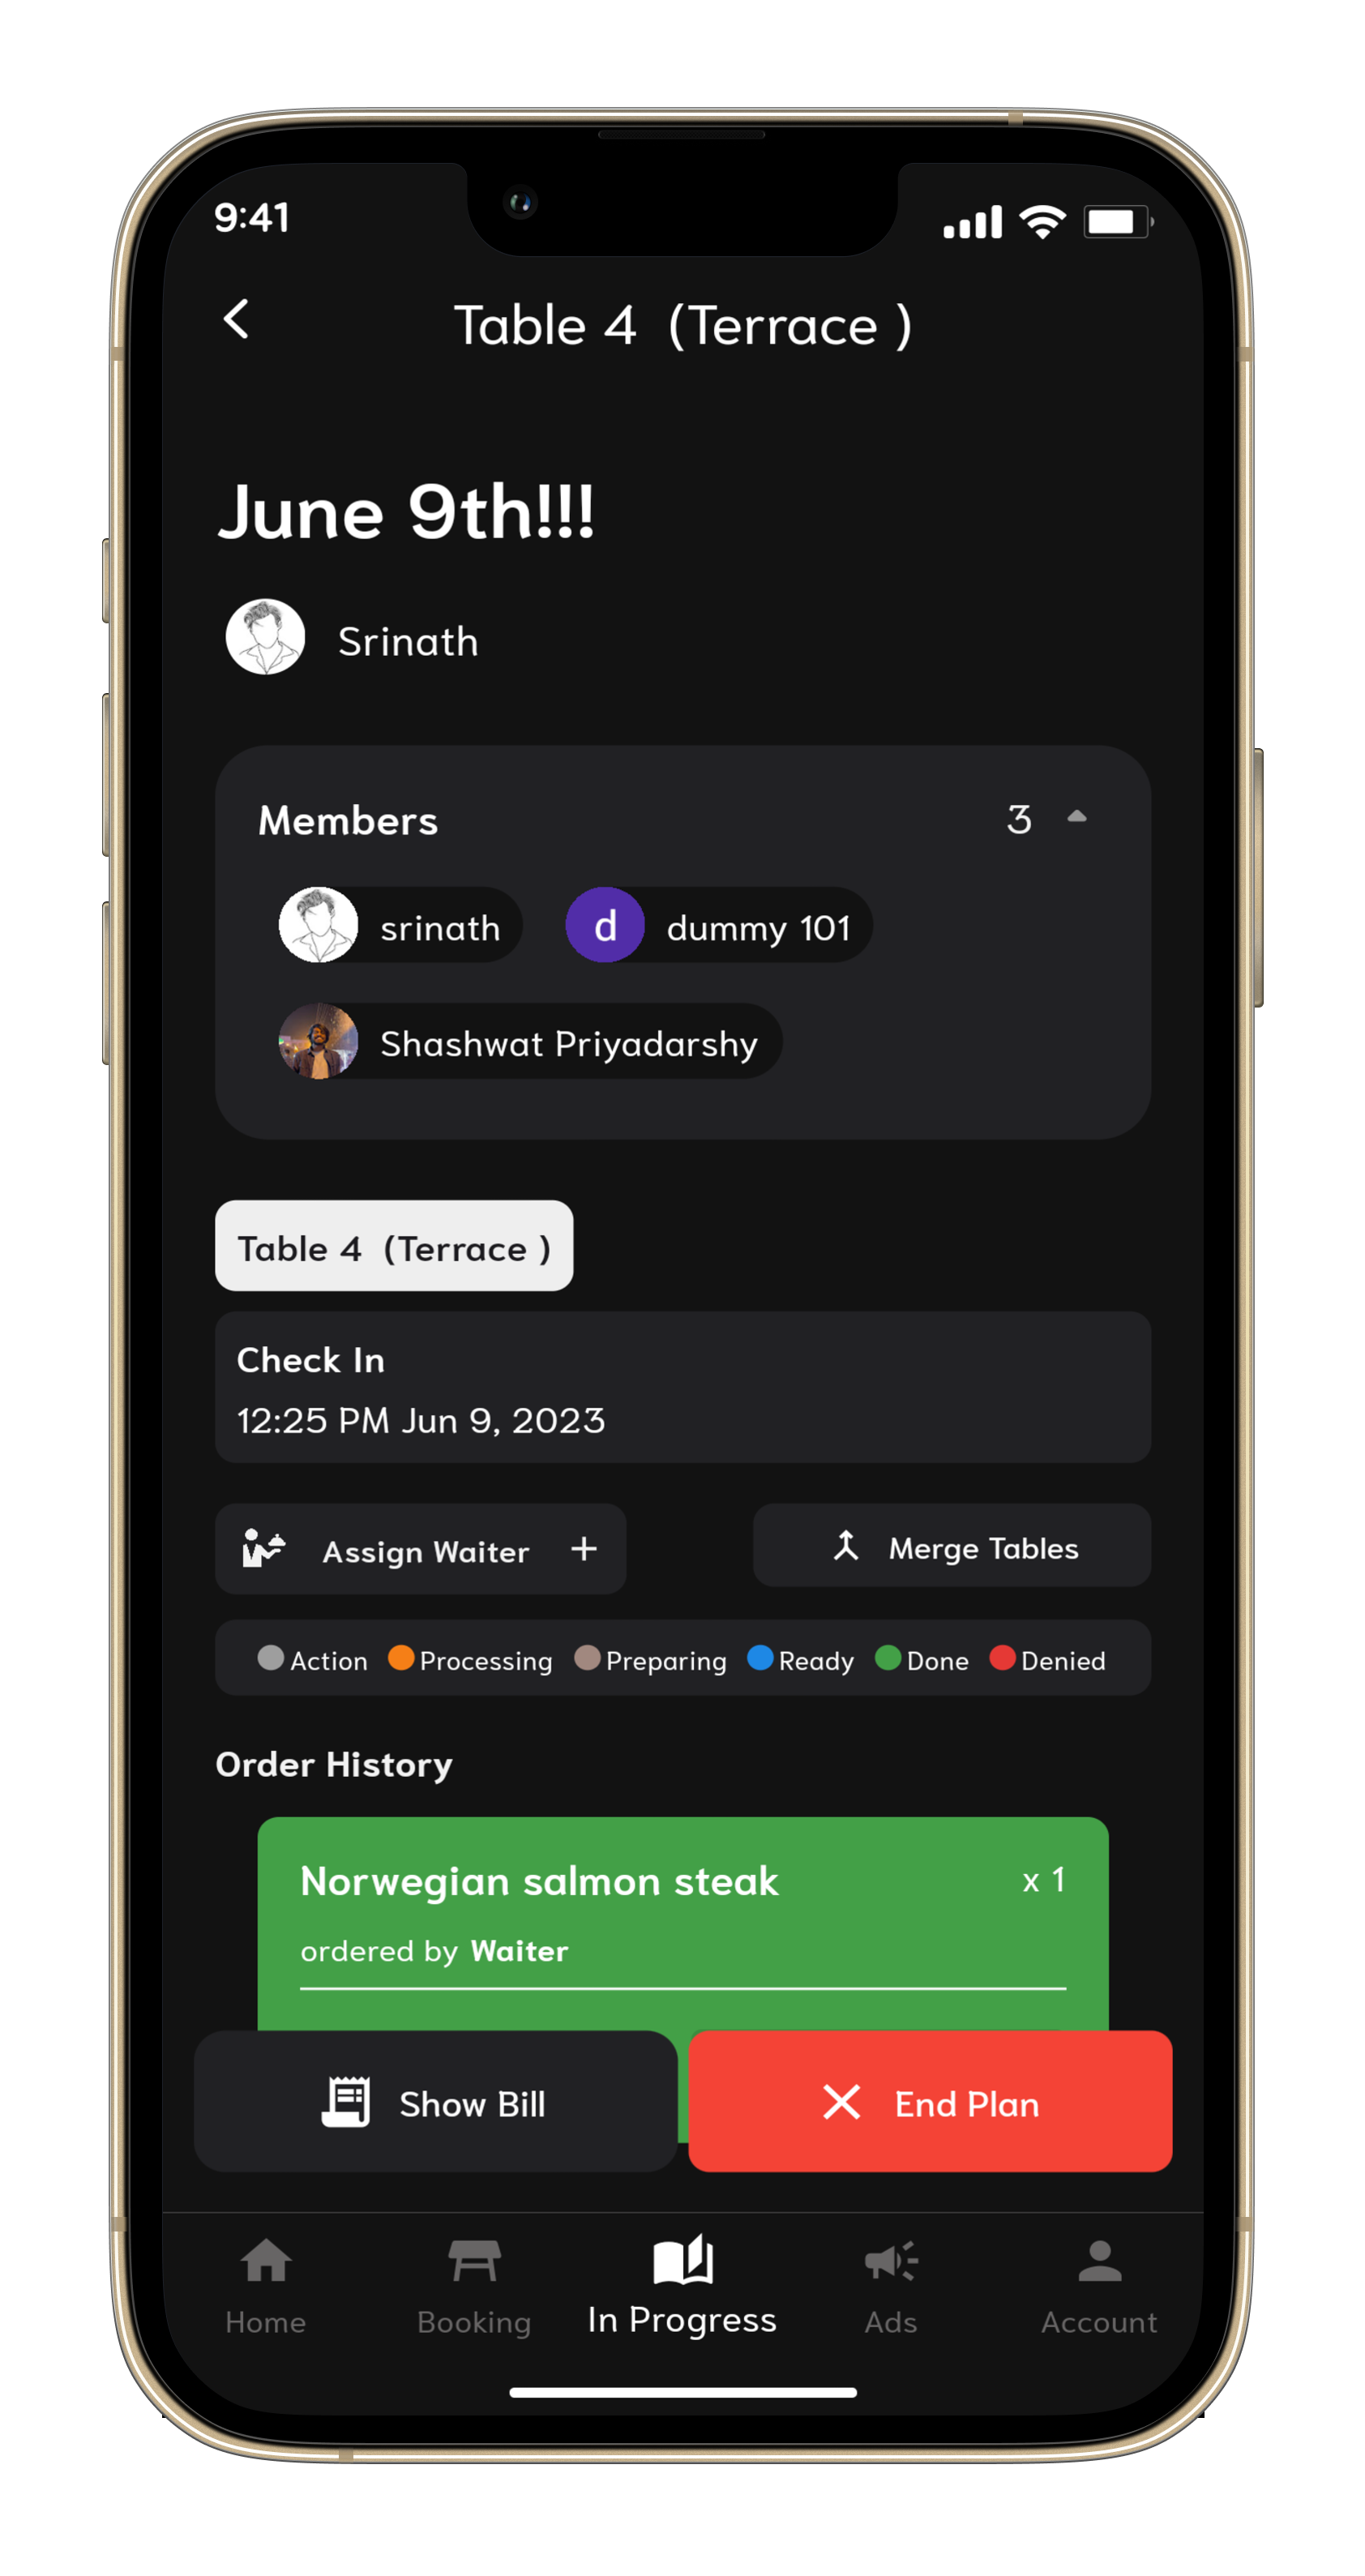 9:41
Table 4  (Terrace )
June 9th!!!
Srinath
Members 3
srinath d dummy 101
Shashwat Priyadarshy
Table 4  (Terrace )
Check In
12:25 PM Jun 9, 2023
Assign Waiter + Merge Tables
Action Processing Preparing Ready Done Denied
Order History
Norwegian salmon steak x 1
ordered by Waiter
Show Bill End Plan
Home Booking In Progress Ads Account